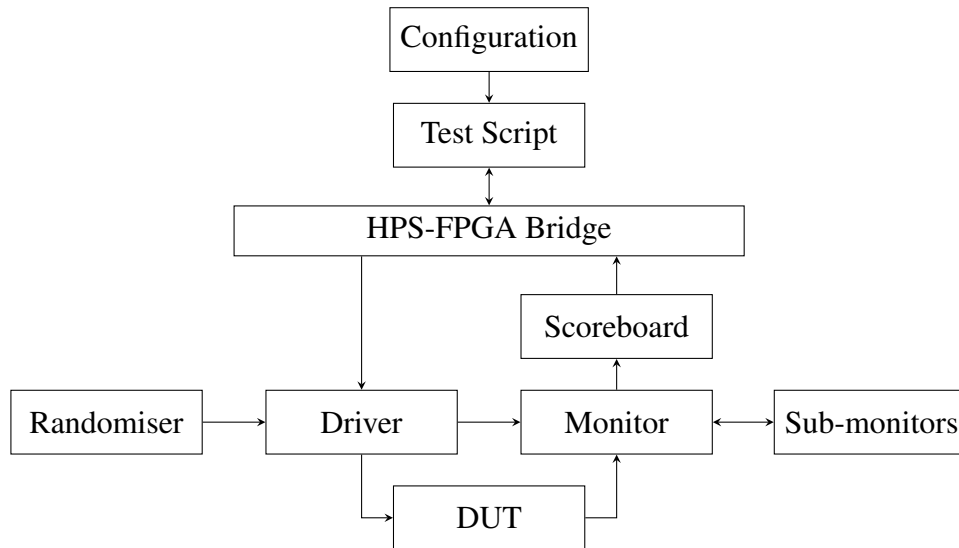 Configuration
Test Script
HPS-FPGA Bridge
Scoreboard
Randomiser
Driver
Monitor
Sub-monitors
DUT